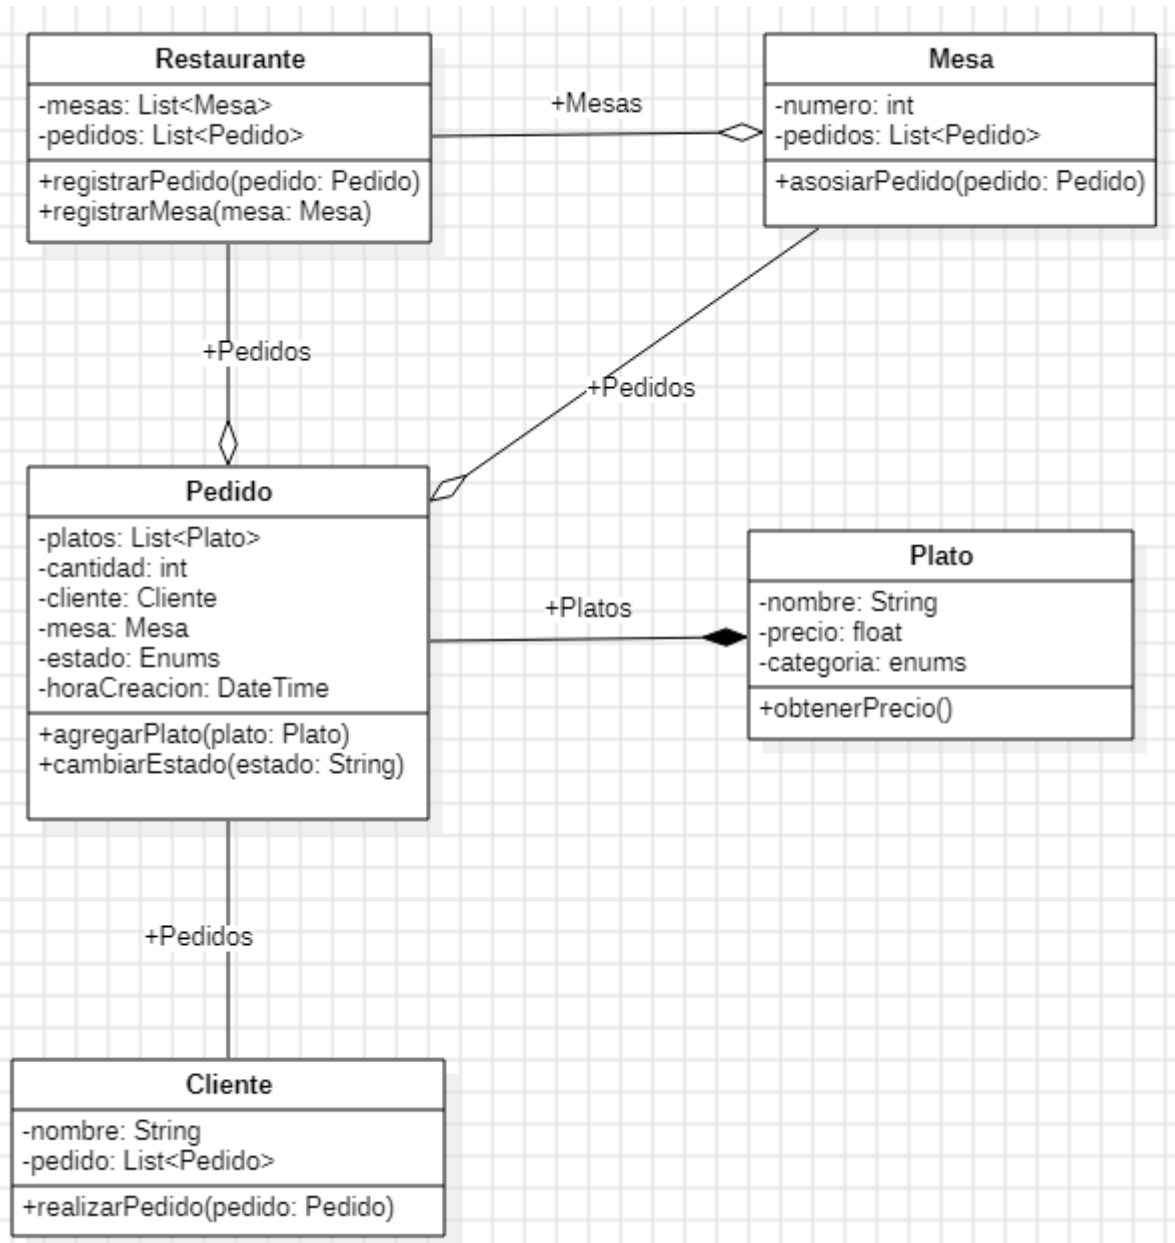 Restaurante
-mesas: List<Mesa>
-pedidos: List<Pedido>
+registrarPedido(pedido: Pedido)
+registrarMesa(mesa: Mesa)
+Mesas
Mesa
-numero: int
-pedidos: List<Pedido>
+asosiarPedido(pedido: Pedido)
+Pedidos
+Pedidos
Pedido
-platos: List<Plato>
-cantidad: int
-cliente: Cliente
-mesa: Mesa
-estado: Enums
-horaCreacion: DateTime
+agregarPlato(plato: Plato)
+cambiarEstado(estado: String)
+Platos
Plato
-nombre: String
-precio: float
-categoria: enums
+obtenerPrecio()
+Pedidos
Cliente
-nombre: String
-pedido: List<Pedido>
+realizarPedido(pedido: Pedido)